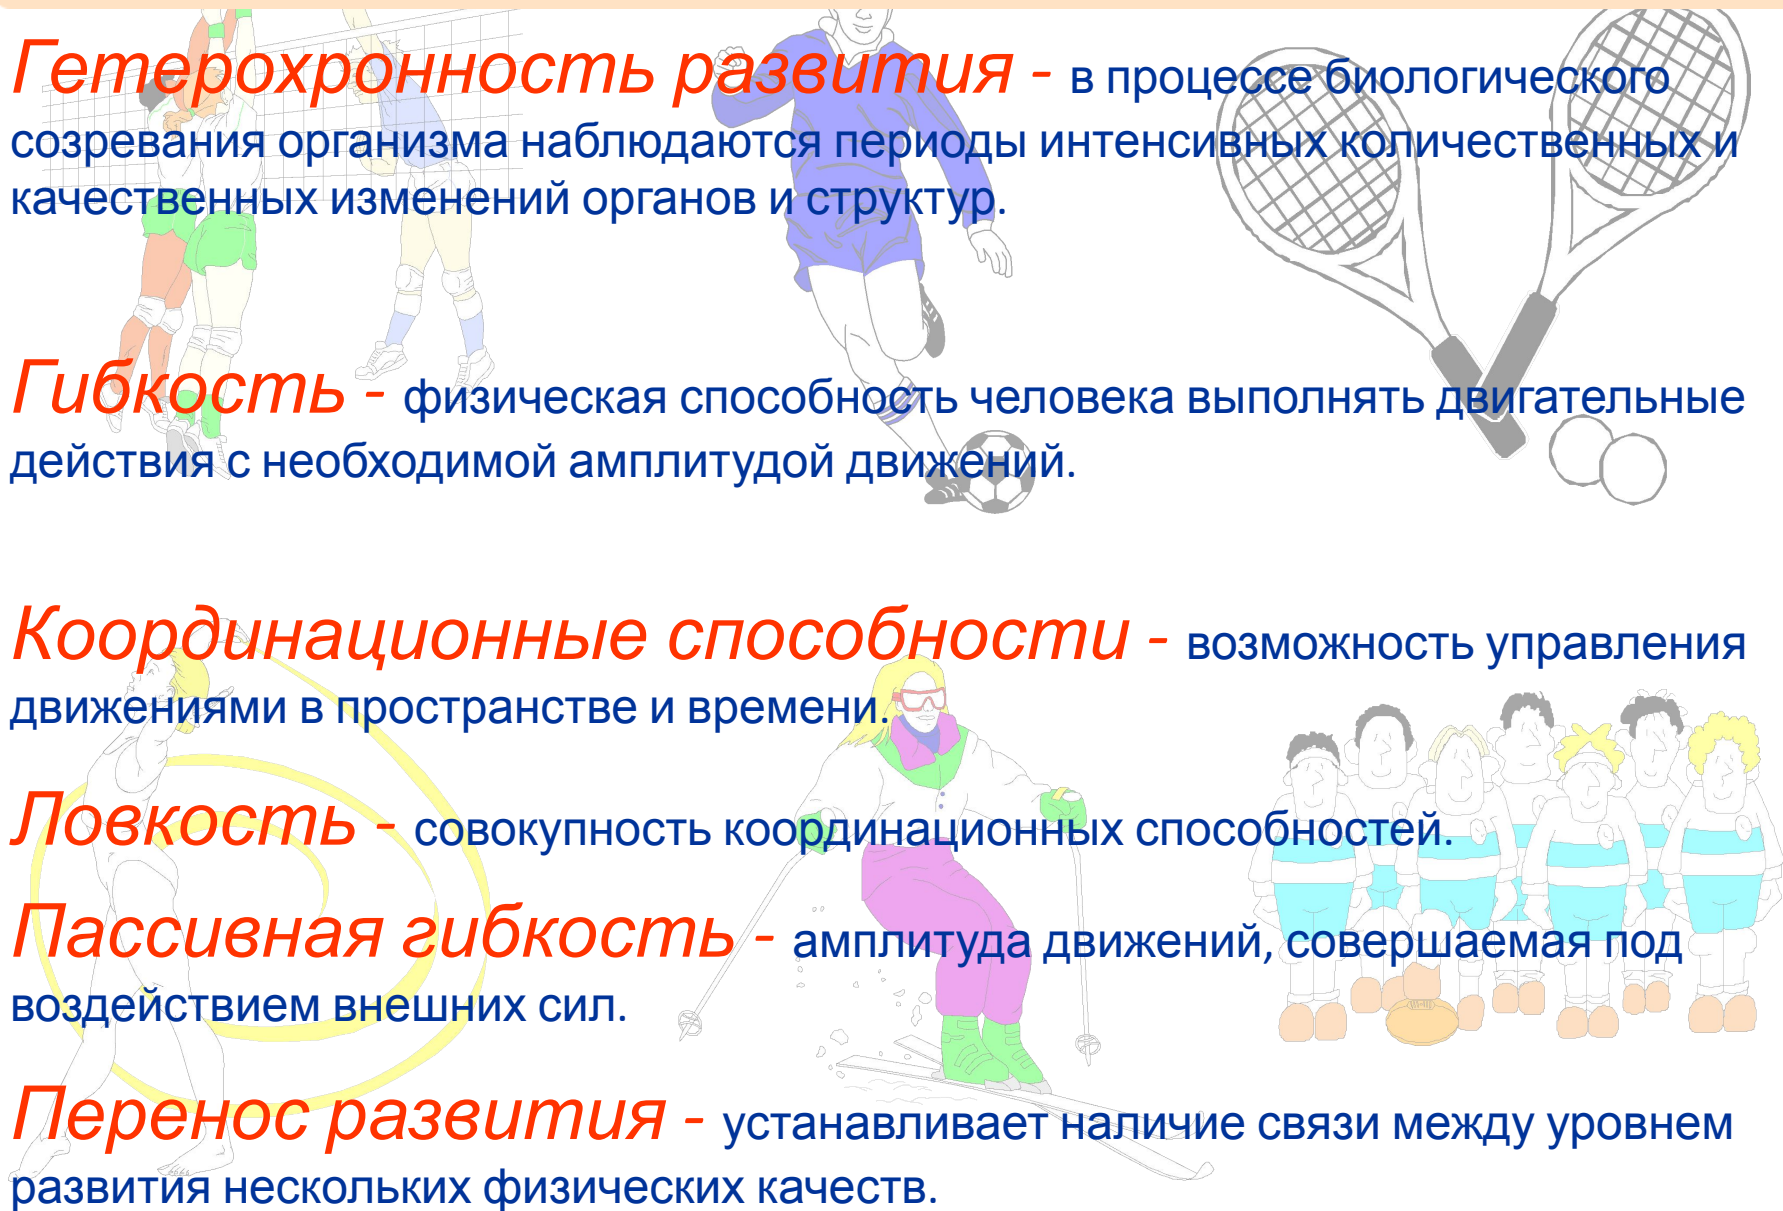 Гетерохронность развития - в процессе биологического
созревания организма наблюдаются периоды интенсивных количественных и
качественных изменений органов и структур.
Гибкость - физическая способность человека выполнять двигательные
действия с необходимой амплитудой движений.
Координационные способности - возможность управления
движениями в пространстве и времени.
Ловкость - совокупность координационных способностей.
Пассивная гибкость - амплитуда движений, совершаемая под
воздействием внешних сил.
Перенос развития - устанавливает наличие связи между уровнем
развития нескольких физических качеств.